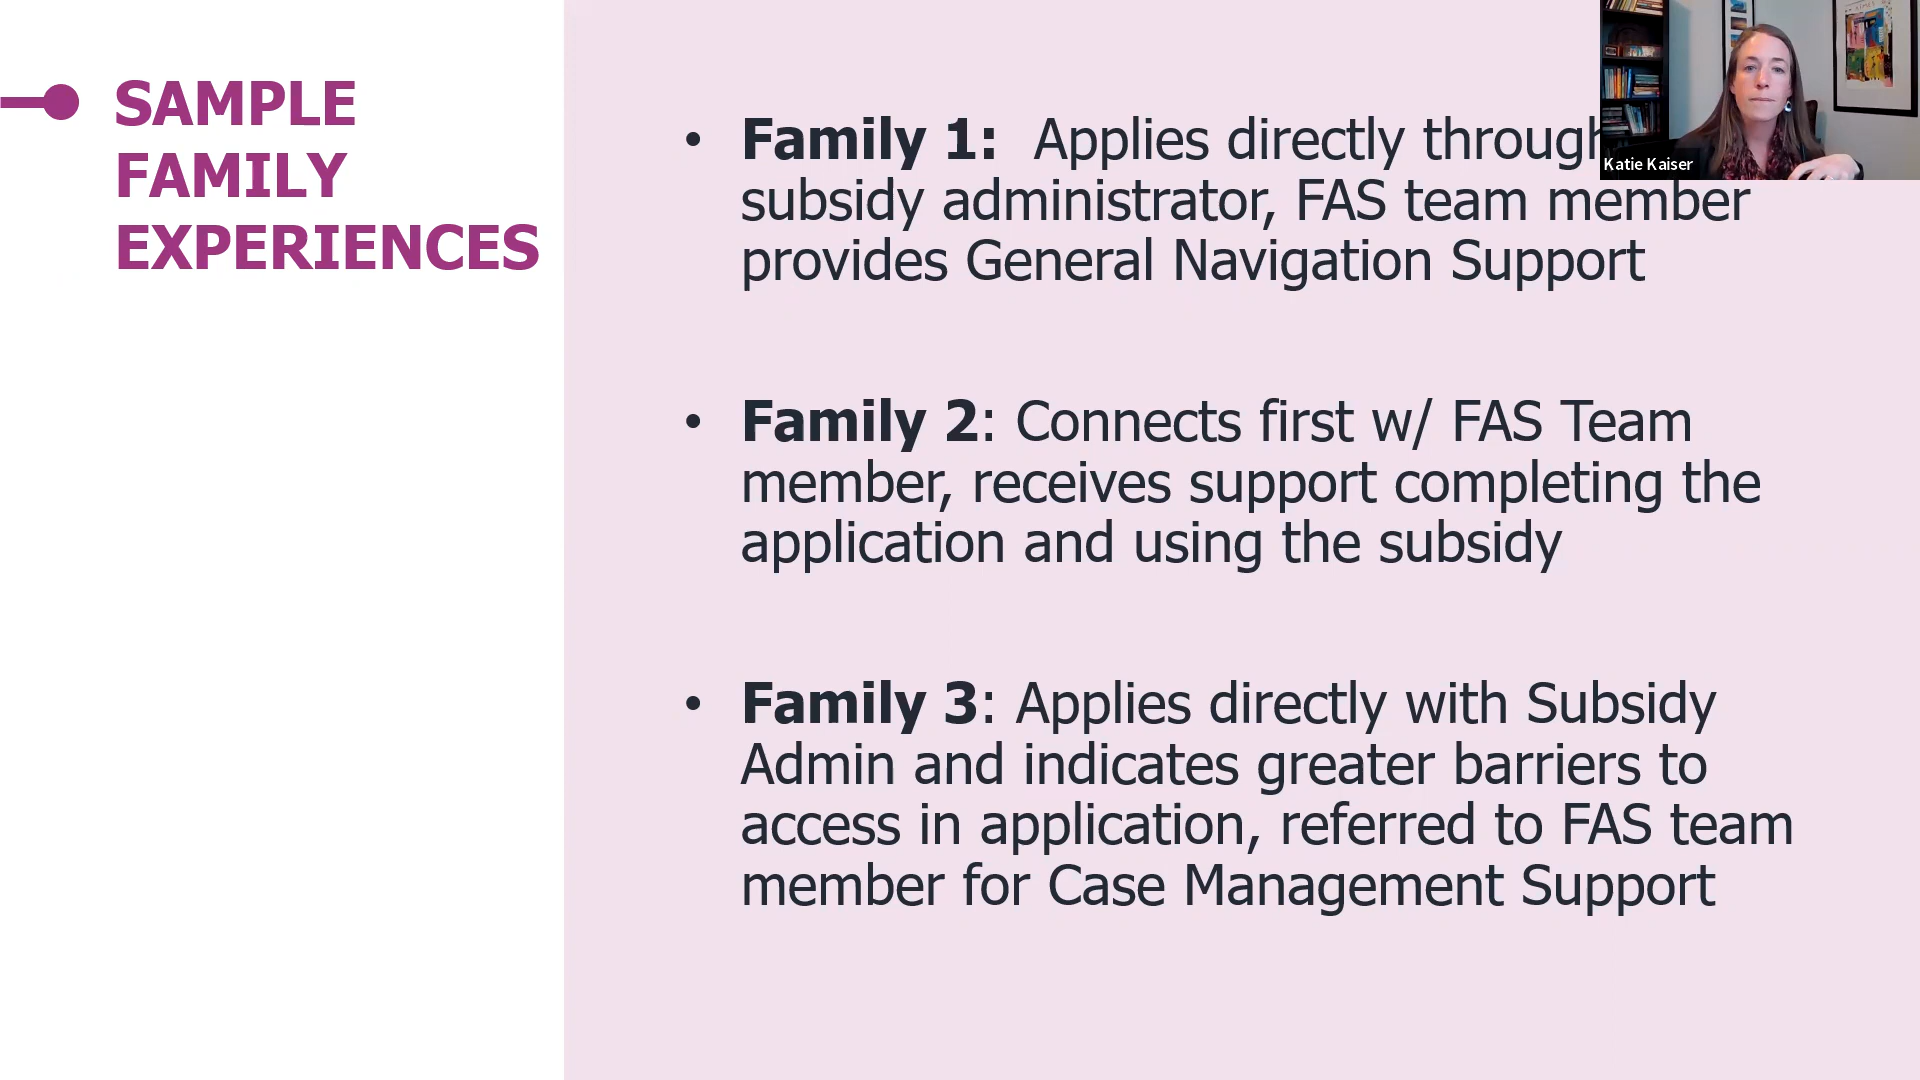 SAMPLE
FAMILY
EXPERIENCES
• Family 1: Applies directly through
subsidy administrator, FAS team member
provides General Navigation Support
• Family 2: Connects first w/ FAS Team
member, receives support completing the
application and using the subsidy
• Family 3: Applies directly with Subsidy
Admin and indicates greater barriers to
access in application, referred to FAS team
member for Case Management Support
Katie Kaiser